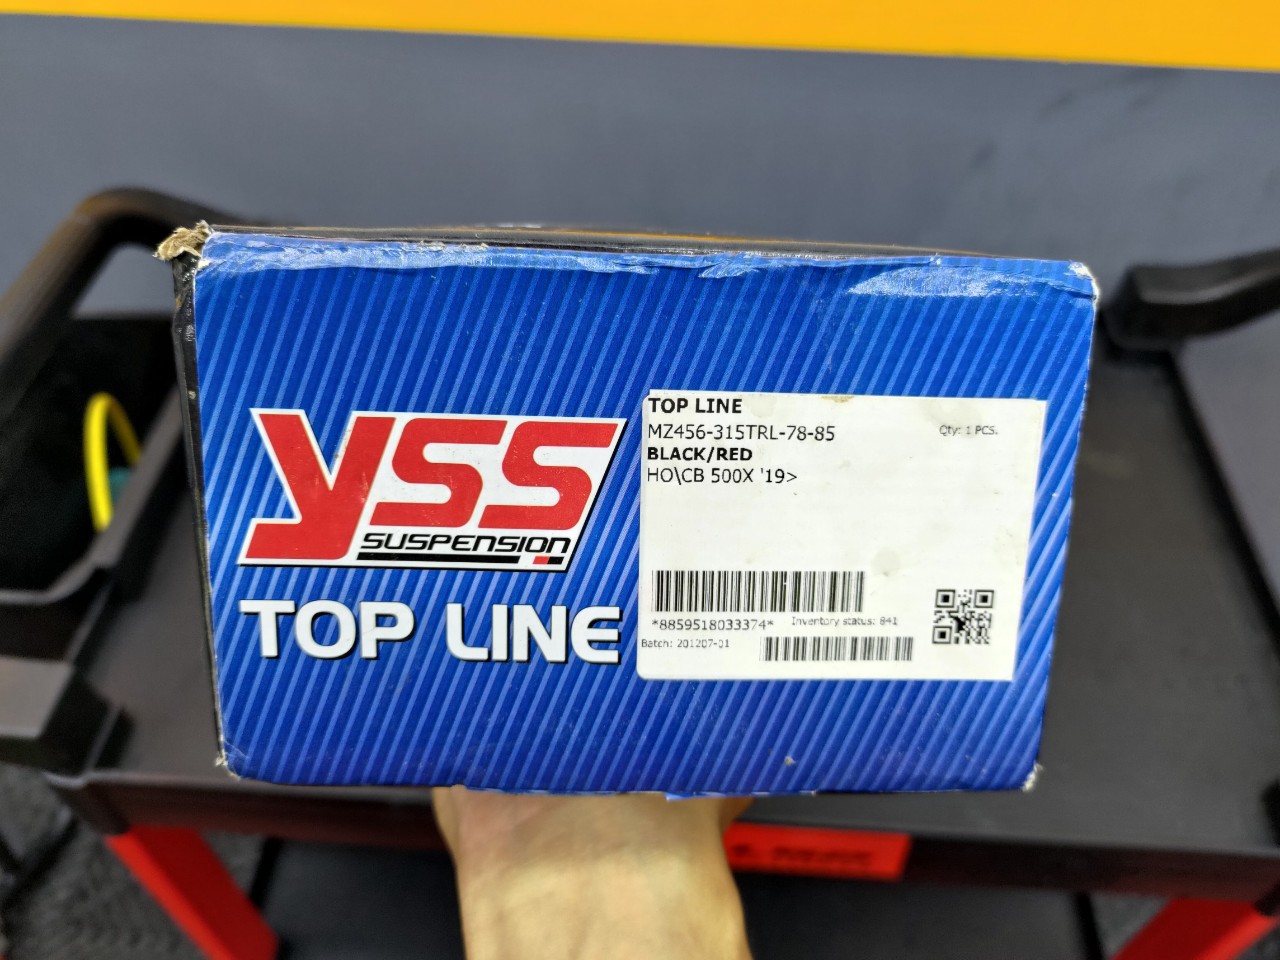 YSS
SUSPENSION
TOP LINE
TOP LINE
MZ456-315TRL-78-85
Qty: 1 PCS.
BLACK/RED
HO\CB 500X '19>
*8859518033374*
Inventory status: 841
Batch: 201207-01